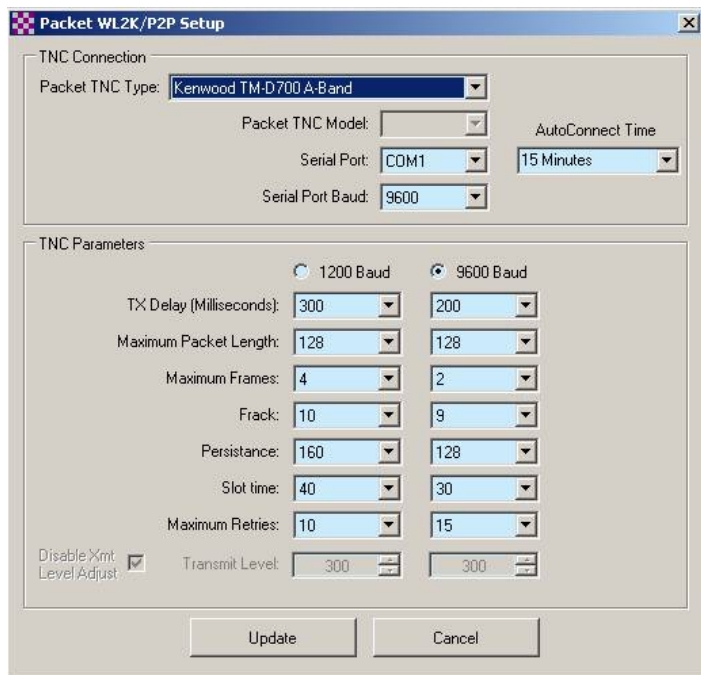 Packet WL2K/P2P Setup
TNC Connection
Packet TNC Type: Kenwood TM-D700 A-Band
Packet TNC Model:
AutoConnect Time
Serial Port: COM1
15 Minutes
Serial Port Baud: 9600
TNC Parameters
1200 Baud 9600 Baud
TX Delay (Milliseconds): 300 200
Maximum Packet Length: 128 128
Maximum Frames: 4 2
Frack: 10 9
Persistance: 160 128
Slot time: 40 30
Maximum Retries: 10 15
Disable Xmt
Level Adjust
Transmit Level: 300 300
Update Cancel